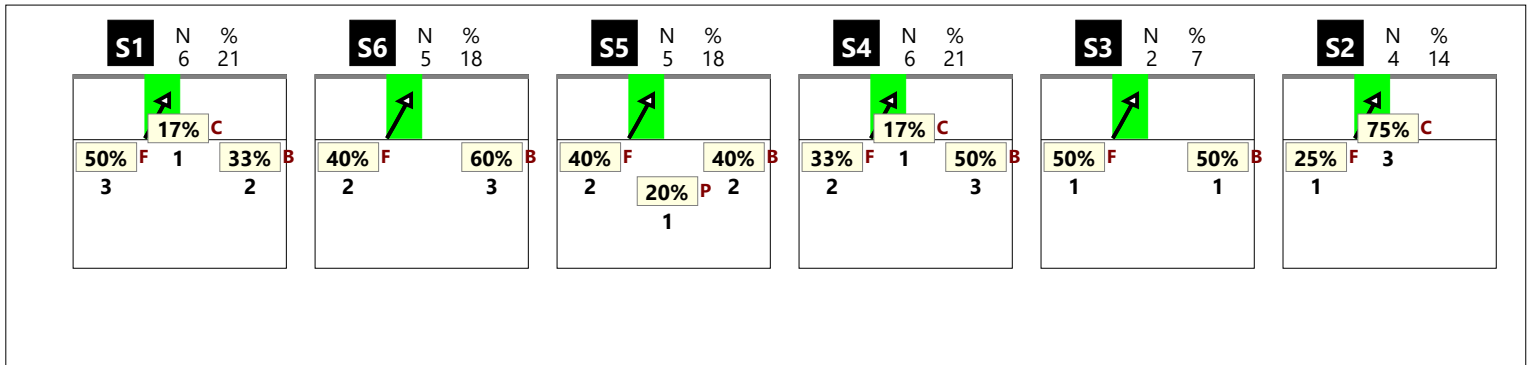 S1 N % S6 N % S5 N % S4 N % S3 N % S2 N %
6 21 5 18 5 18 6 21 2 7 4 14
17% C 17% C 75% C
50% F 1 33% B 40% F 60% B 40% F 40% B 33% F 1 50% B 50% F 50% B 25% F 3
3 2 2 3 2 20% P 2 2 3 1 1 1
1